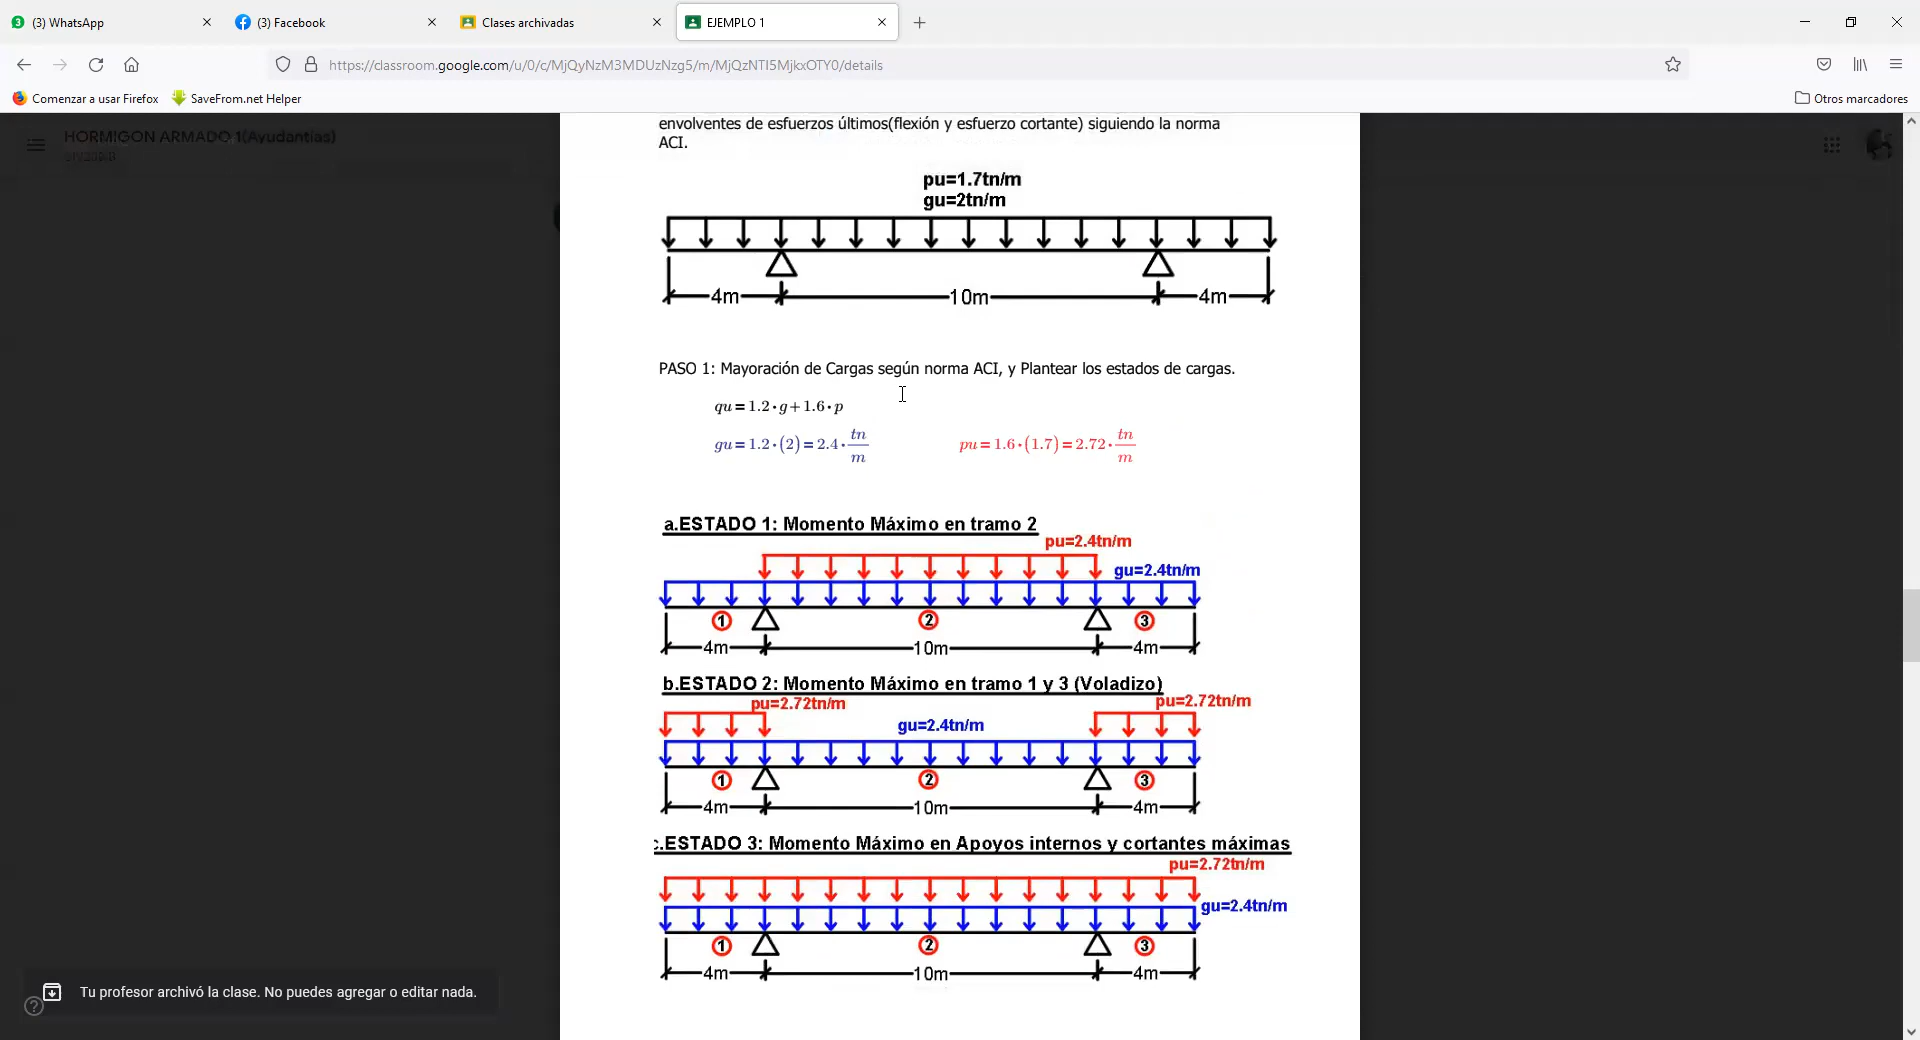 (3) WhatsApp
(3) Facebook
Clases archivadas
EJEMPLO 1
https://classroom.google.com/u/0/c/MjQyNzM3MDUzNzg5/m/MjQzNTI5MjkxOTY0/details
Comenzar a usar Firefox
SaveFrom.net Helper
Otros marcadores
HORMIGON ARMADO 1(Ayudantias)
envolventes de esfuerzos últimos(flexión y esfuerzo cortante) siguiendo la norma
ACI.
pu=1.7tn/m
gu=2tn/m
4m 10m 4m
PASO 1: Mayoración de Cargas según norma ACI, y Plantear los estados de cargas.
qu = 1.2 · g + 1.6 · p
gu = 1.2 · (2) = 2.4 · tn/m pu = 1.6 · (1.7) = 2.72 · tn/m
a.ESTADO 1: Momento Máximo en tramo 2
pu=2.4tn/m
gu=2.4tn/m
1 2 3
4m 10m 4m
b.ESTADO 2: Momento Máximo en tramo 1 y 3 (Voladizo)
pu=2.72tn/m pu=2.72tn/m
gu=2.4tn/m
1 2 3
4m 10m 4m
c.ESTADO 3: Momento Máximo en Apoyos internos y cortantes máximas
pu=2.72tn/m
gu=2.4tn/m
1 2 3
4m 10m 4m
Tu profesor archivó la clase. No puedes agregar o editar nada.